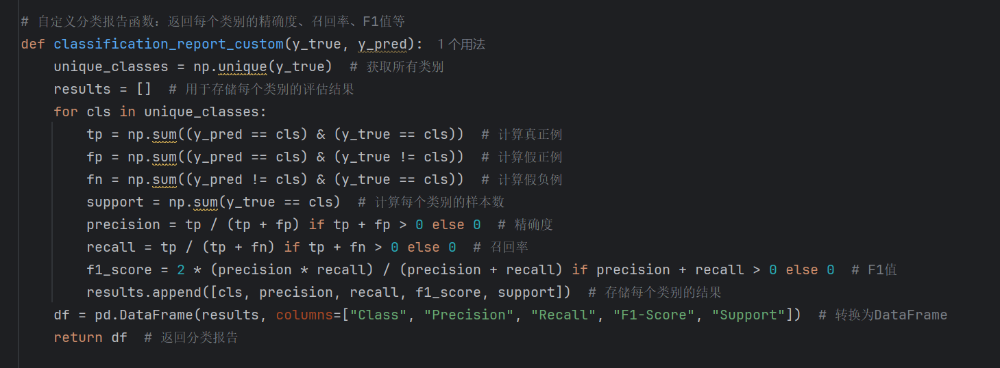 # 自定义分类报告函数：返回每个类别的精确度、召回率、F1值等
def classification_report_custom(y_true, y_pred):  1 个用法
    unique_classes = np.unique(y_true)  # 获取所有类别
    results = []  # 用于存储每个类别的评估结果
    for cls in unique_classes:
        tp = np.sum((y_pred == cls) & (y_true == cls))  # 计算真正例
        fp = np.sum((y_pred == cls) & (y_true != cls))  # 计算假正例
        fn = np.sum((y_pred != cls) & (y_true == cls))  # 计算假负例
        support = np.sum(y_true == cls)  # 计算每个类别的样本数
        precision = tp / (tp + fp) if tp + fp > 0 else 0  # 精确度
        recall = tp / (tp + fn) if tp + fn > 0 else 0  # 召回率
        f1_score = 2 * (precision * recall) / (precision + recall) if precision + recall > 0 else 0  # F1值
        results.append([cls, precision, recall, f1_score, support])  # 存储每个类别的结果
    df = pd.DataFrame(results, columns=["Class", "Precision", "Recall", "F1-Score", "Support"])  # 转换为DataFrame
    return df  # 返回分类报告